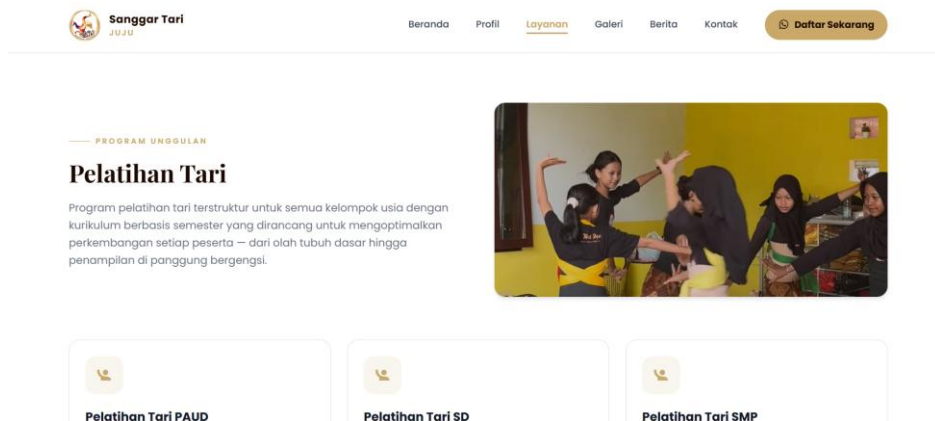 Sanggar Tari
JUJU
Beranda Profil Layanan Galeri Berita Kontak Daftar Sekarang
PROGRAM UNGGULAN
Pelatihan Tari
Program pelatihan tari terstruktur untuk semua kelompok usia dengan
kurikulum berbasis semester yang dirancang untuk mengoptimalkan
perkembangan setiap peserta — dari olah tubuh dasar hingga
penampilan di panggung bergengsi.
Pelatihan Tari PAUD
Pelatihan Tari SD
Pelatihan Tari SMP